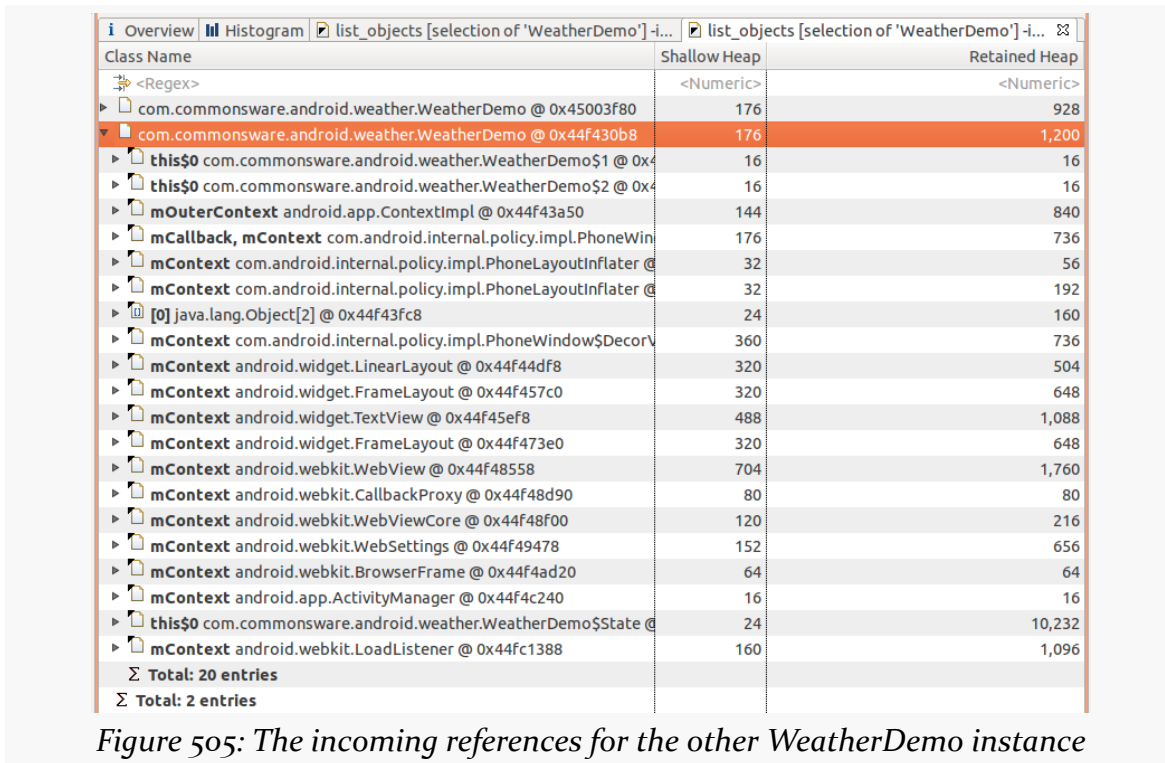 i Overview Histogram list_objects [selection of 'WeatherDemo'] -i... list_objects [selection of 'WeatherDemo'] -i...
Class Name Shallow Heap Retained Heap
<Regex> <Numeric> <Numeric>
com.commonsware.android.weather.WeatherDemo @ 0x45003f80 176 928
com.commonsware.android.weather.WeatherDemo @ 0x44f430b8 176 1,200
this$0 com.commonsware.android.weather.WeatherDemo$1 @ 0x4 16 16
this$0 com.commonsware.android.weather.WeatherDemo$2 @ 0x4 16 16
mOuterContext android.app.ContextImpl @ 0x44f43a50 144 840
mCallback, mContext com.android.internal.policy.impl.PhoneWin 176 736
mContext com.android.internal.policy.impl.PhoneLayoutInflater @ 32 56
mContext com.android.internal.policy.impl.PhoneLayoutInflater @ 32 192
[0] java.lang.Object[2] @ 0x44f43fc8 24 160
mContext com.android.internal.policy.impl.PhoneWindow$DecorV 360 736
mContext android.widget.LinearLayout @ 0x44f44df8 320 504
mContext android.widget.FrameLayout @ 0x44f457c0 320 648
mContext android.widget.TextView @ 0x44f45ef8 488 1,088
mContext android.widget.FrameLayout @ 0x44f473e0 320 648
mContext android.webkit.WebView @ 0x44f48558 704 1,760
mContext android.webkit.CallbackProxy @ 0x44f48d90 80 80
mContext android.webkit.WebViewCore @ 0x44f48f00 120 216
mContext android.webkit.WebSettings @ 0x44f49478 152 656
mContext android.webkit.BrowserFrame @ 0x44f4ad20 64 64
mContext android.app.ActivityManager @ 0x44f4c240 16 16
this$0 com.commonsware.android.weather.WeatherDemo$State @ 24 10,232
mContext android.webkit.LoadListener @ 0x44fc1388 160 1,096
Σ Total: 20 entries
Σ Total: 2 entries
Figure 505: The incoming references for the other WeatherDemo instance